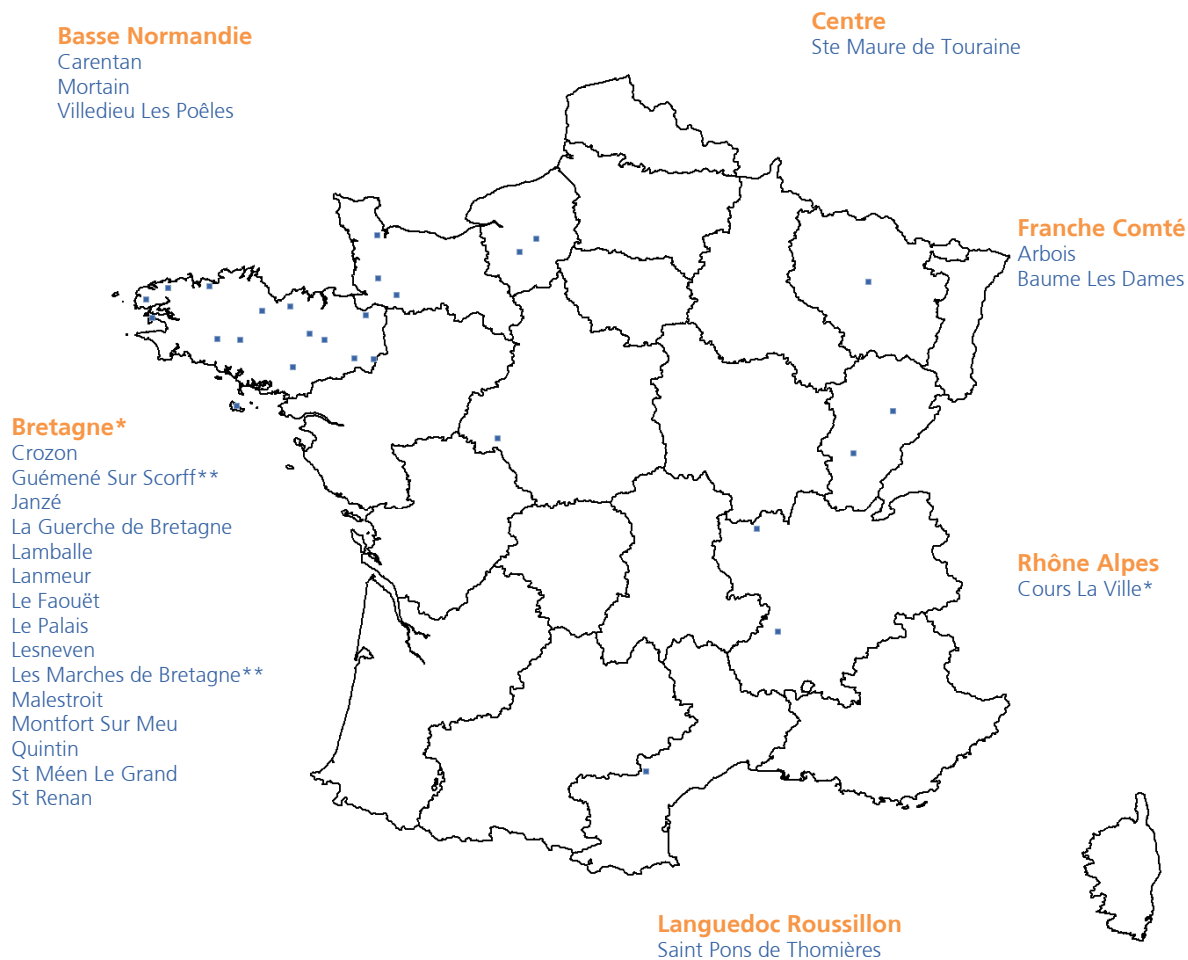 Basse Normandie
Carentan
Mortain
Villedieu Les Poêles
Centre
Ste Maure de Touraine
Franche Comté
Arbois
Baume Les Dames
Bretagne*
Crozon
Guémené Sur Scorff**
Janzé
La Guerche de Bretagne
Lamballe
Lanmeur
Le Faouët
Le Palais
Lesneven
Les Marches de Bretagne**
Malestroit
Montfort Sur Meu
Quintin
St Méen Le Grand
St Renan
Rhône Alpes
Cours La Ville*
Languedoc Roussillon
Saint Pons de Thomières